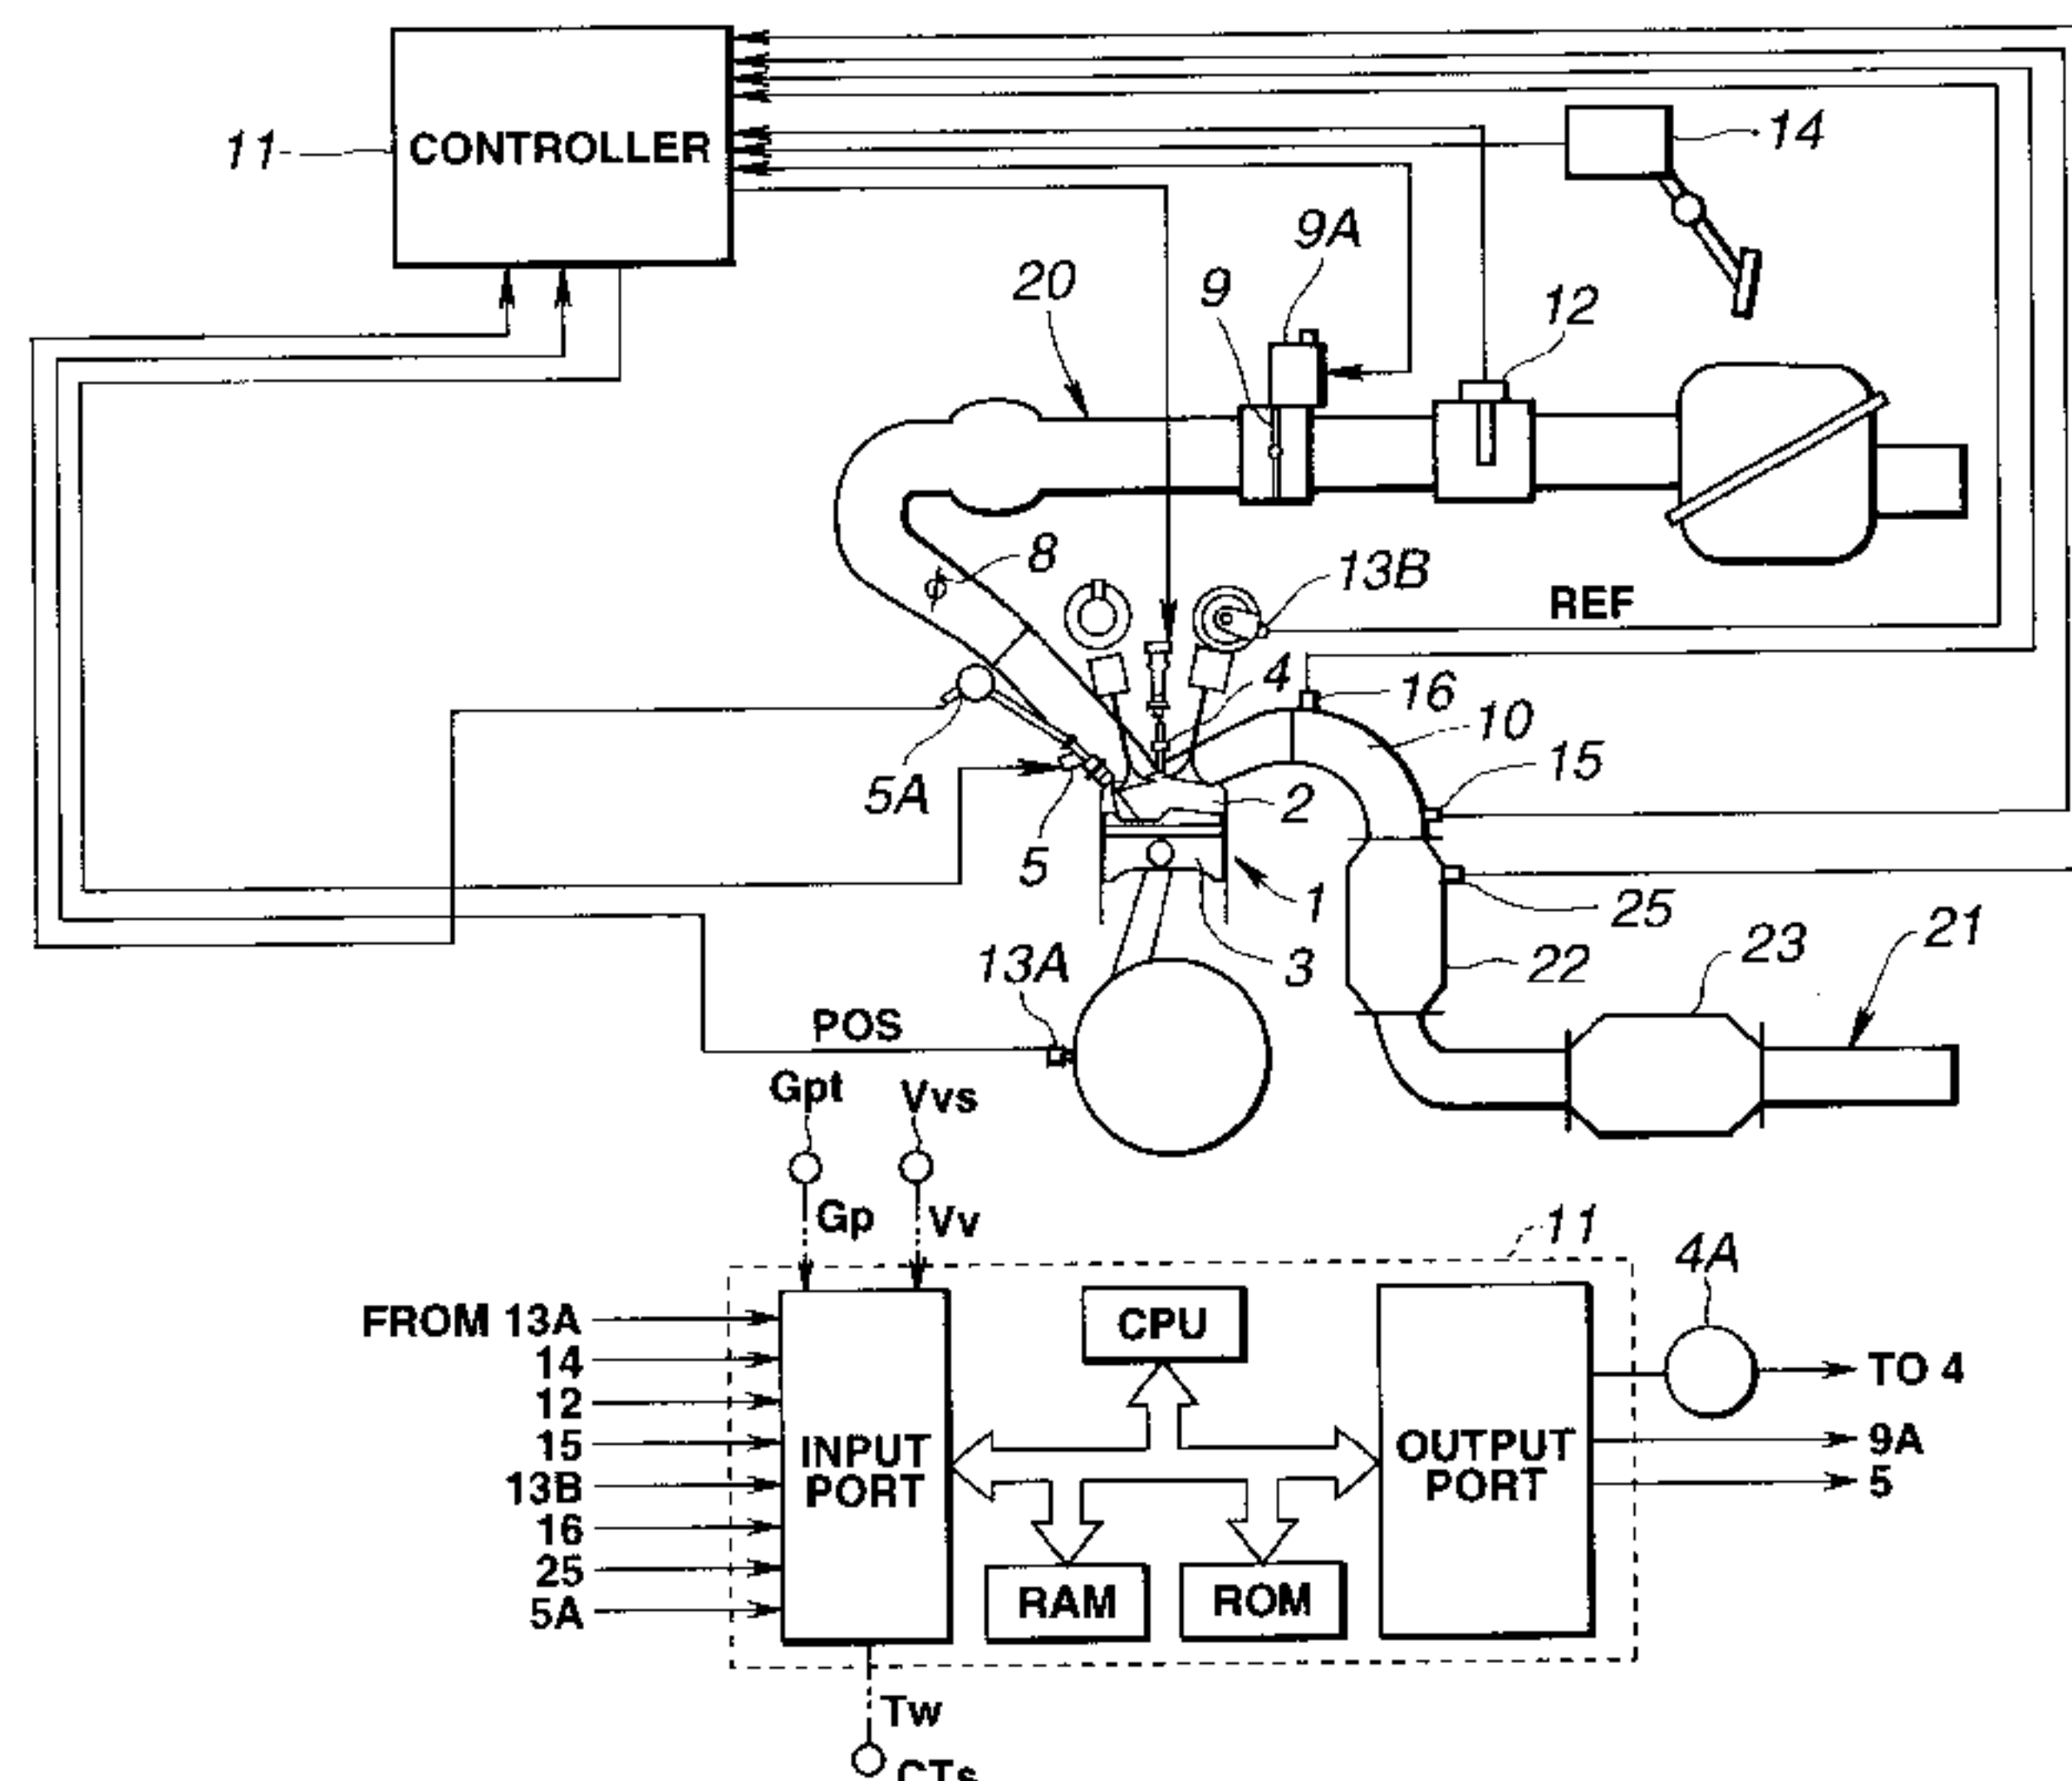 11
CONTROLLER
14
9A
20
9
12
8
13B
REF
4
16
10
15
5A
2
5
1
25
3
22
23
21
13A
POS
Gpt
Vvs
Gp
Vv
11
4A
FROM 13A
14
12
15
13B
16
25
5A
INPUT
PORT
CPU
RAM
ROM
OUTPUT
PORT
TO 4
9A
5
Tw
CTs